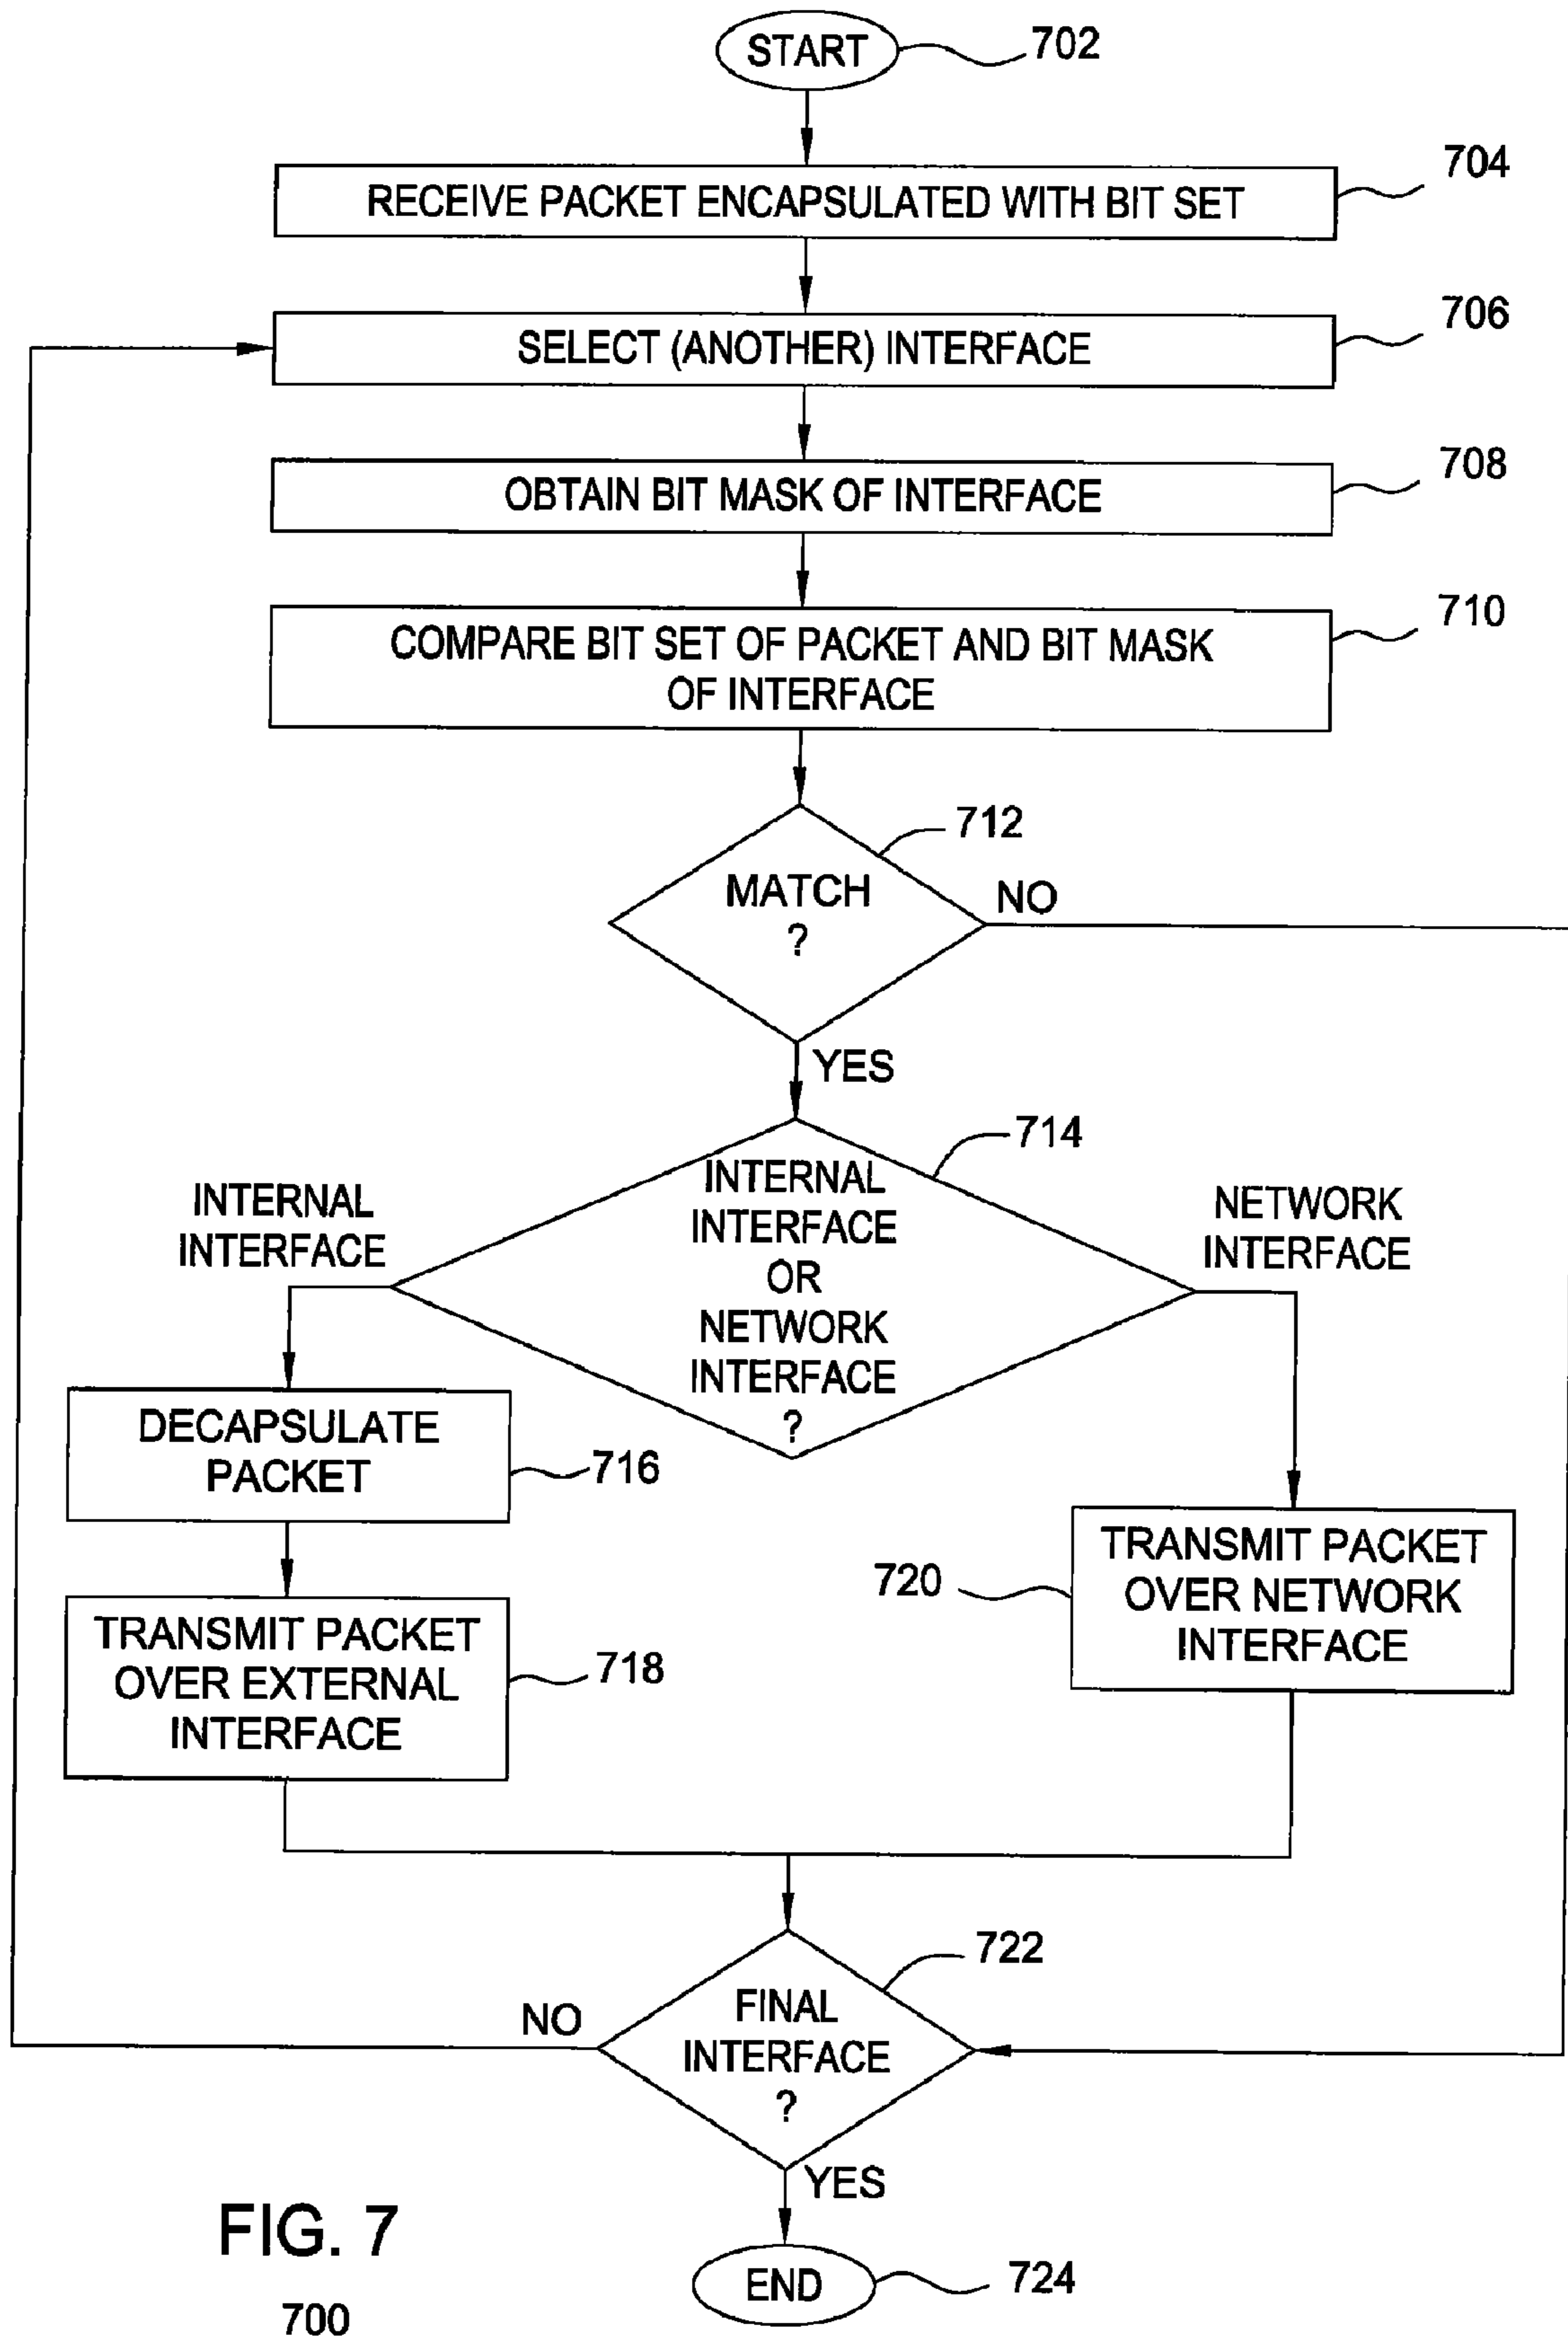 START
702
704
RECEIVE PACKET ENCAPSULATED WITH BIT SET
706
SELECT (ANOTHER) INTERFACE
708
OBTAIN BIT MASK OF INTERFACE
710
COMPARE BIT SET OF PACKET AND BIT MASK
OF INTERFACE
712
MATCH
?
NO
YES
714
INTERNAL
INTERFACE
OR
NETWORK
INTERFACE
?
INTERNAL
INTERFACE
NETWORK
INTERFACE
DECAPSULATE
PACKET
716
TRANSMIT PACKET
OVER EXTERNAL
INTERFACE
718
720
TRANSMIT PACKET
OVER NETWORK
INTERFACE
722
FINAL
INTERFACE
?
NO
YES
END
724
FIG. 7
700